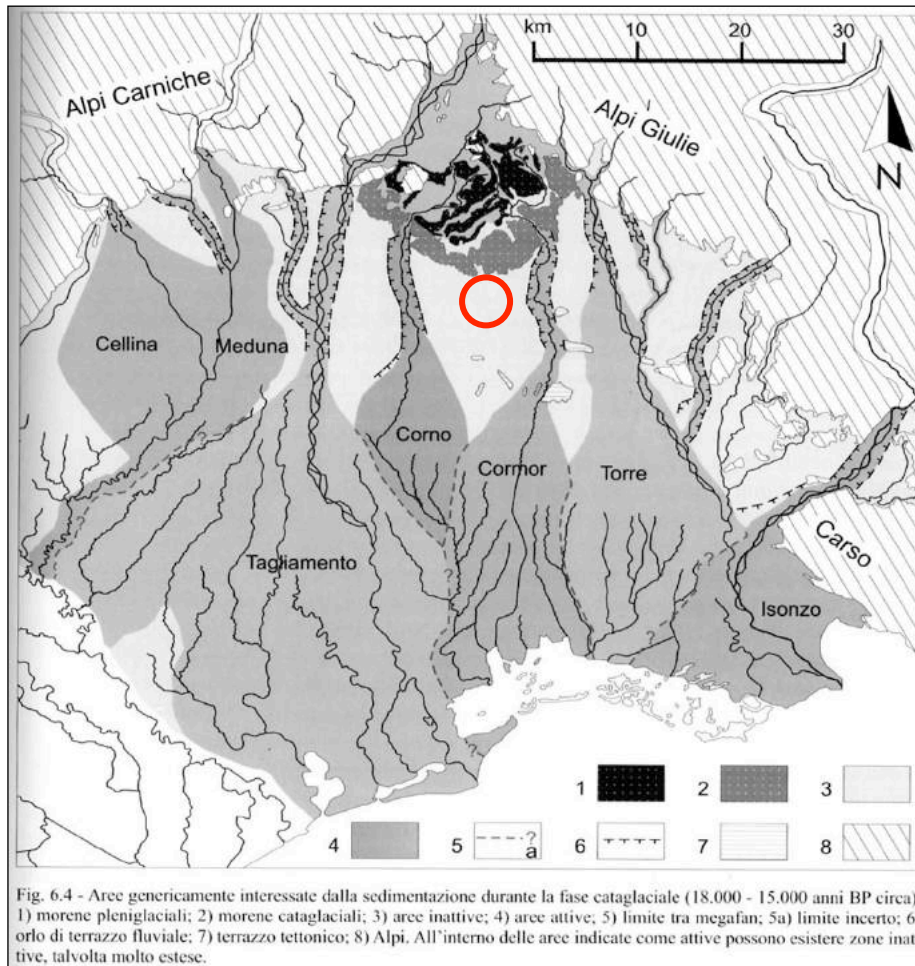 km
10
20
30
Alpi Carniche
Alpi Giulie
N
Cellina
Meduna
Corno
Cormor
Torre
Carso
Tagliamento
Isonzo
?
?
?
?
?
?
1
2
3
4
5
?
a
6
7
8
Fig. 6.4 - Aree genericamente interessate dalla sedimentazione durante la fase cataglaciale (18.000 - 15.000 anni BP circa)
1) morene pleniglaciali; 2) morene cataglaciali; 3) aree inattive; 4) aree attive; 5) limite tra megafan; 5a) limite incerto; 6
orlo di terrazzo fluviale; 7) terrazzo tettonico; 8) Alpi. All'interno delle aree indicate come attive possono esistere zone inat
tive, talvolta molto estese.